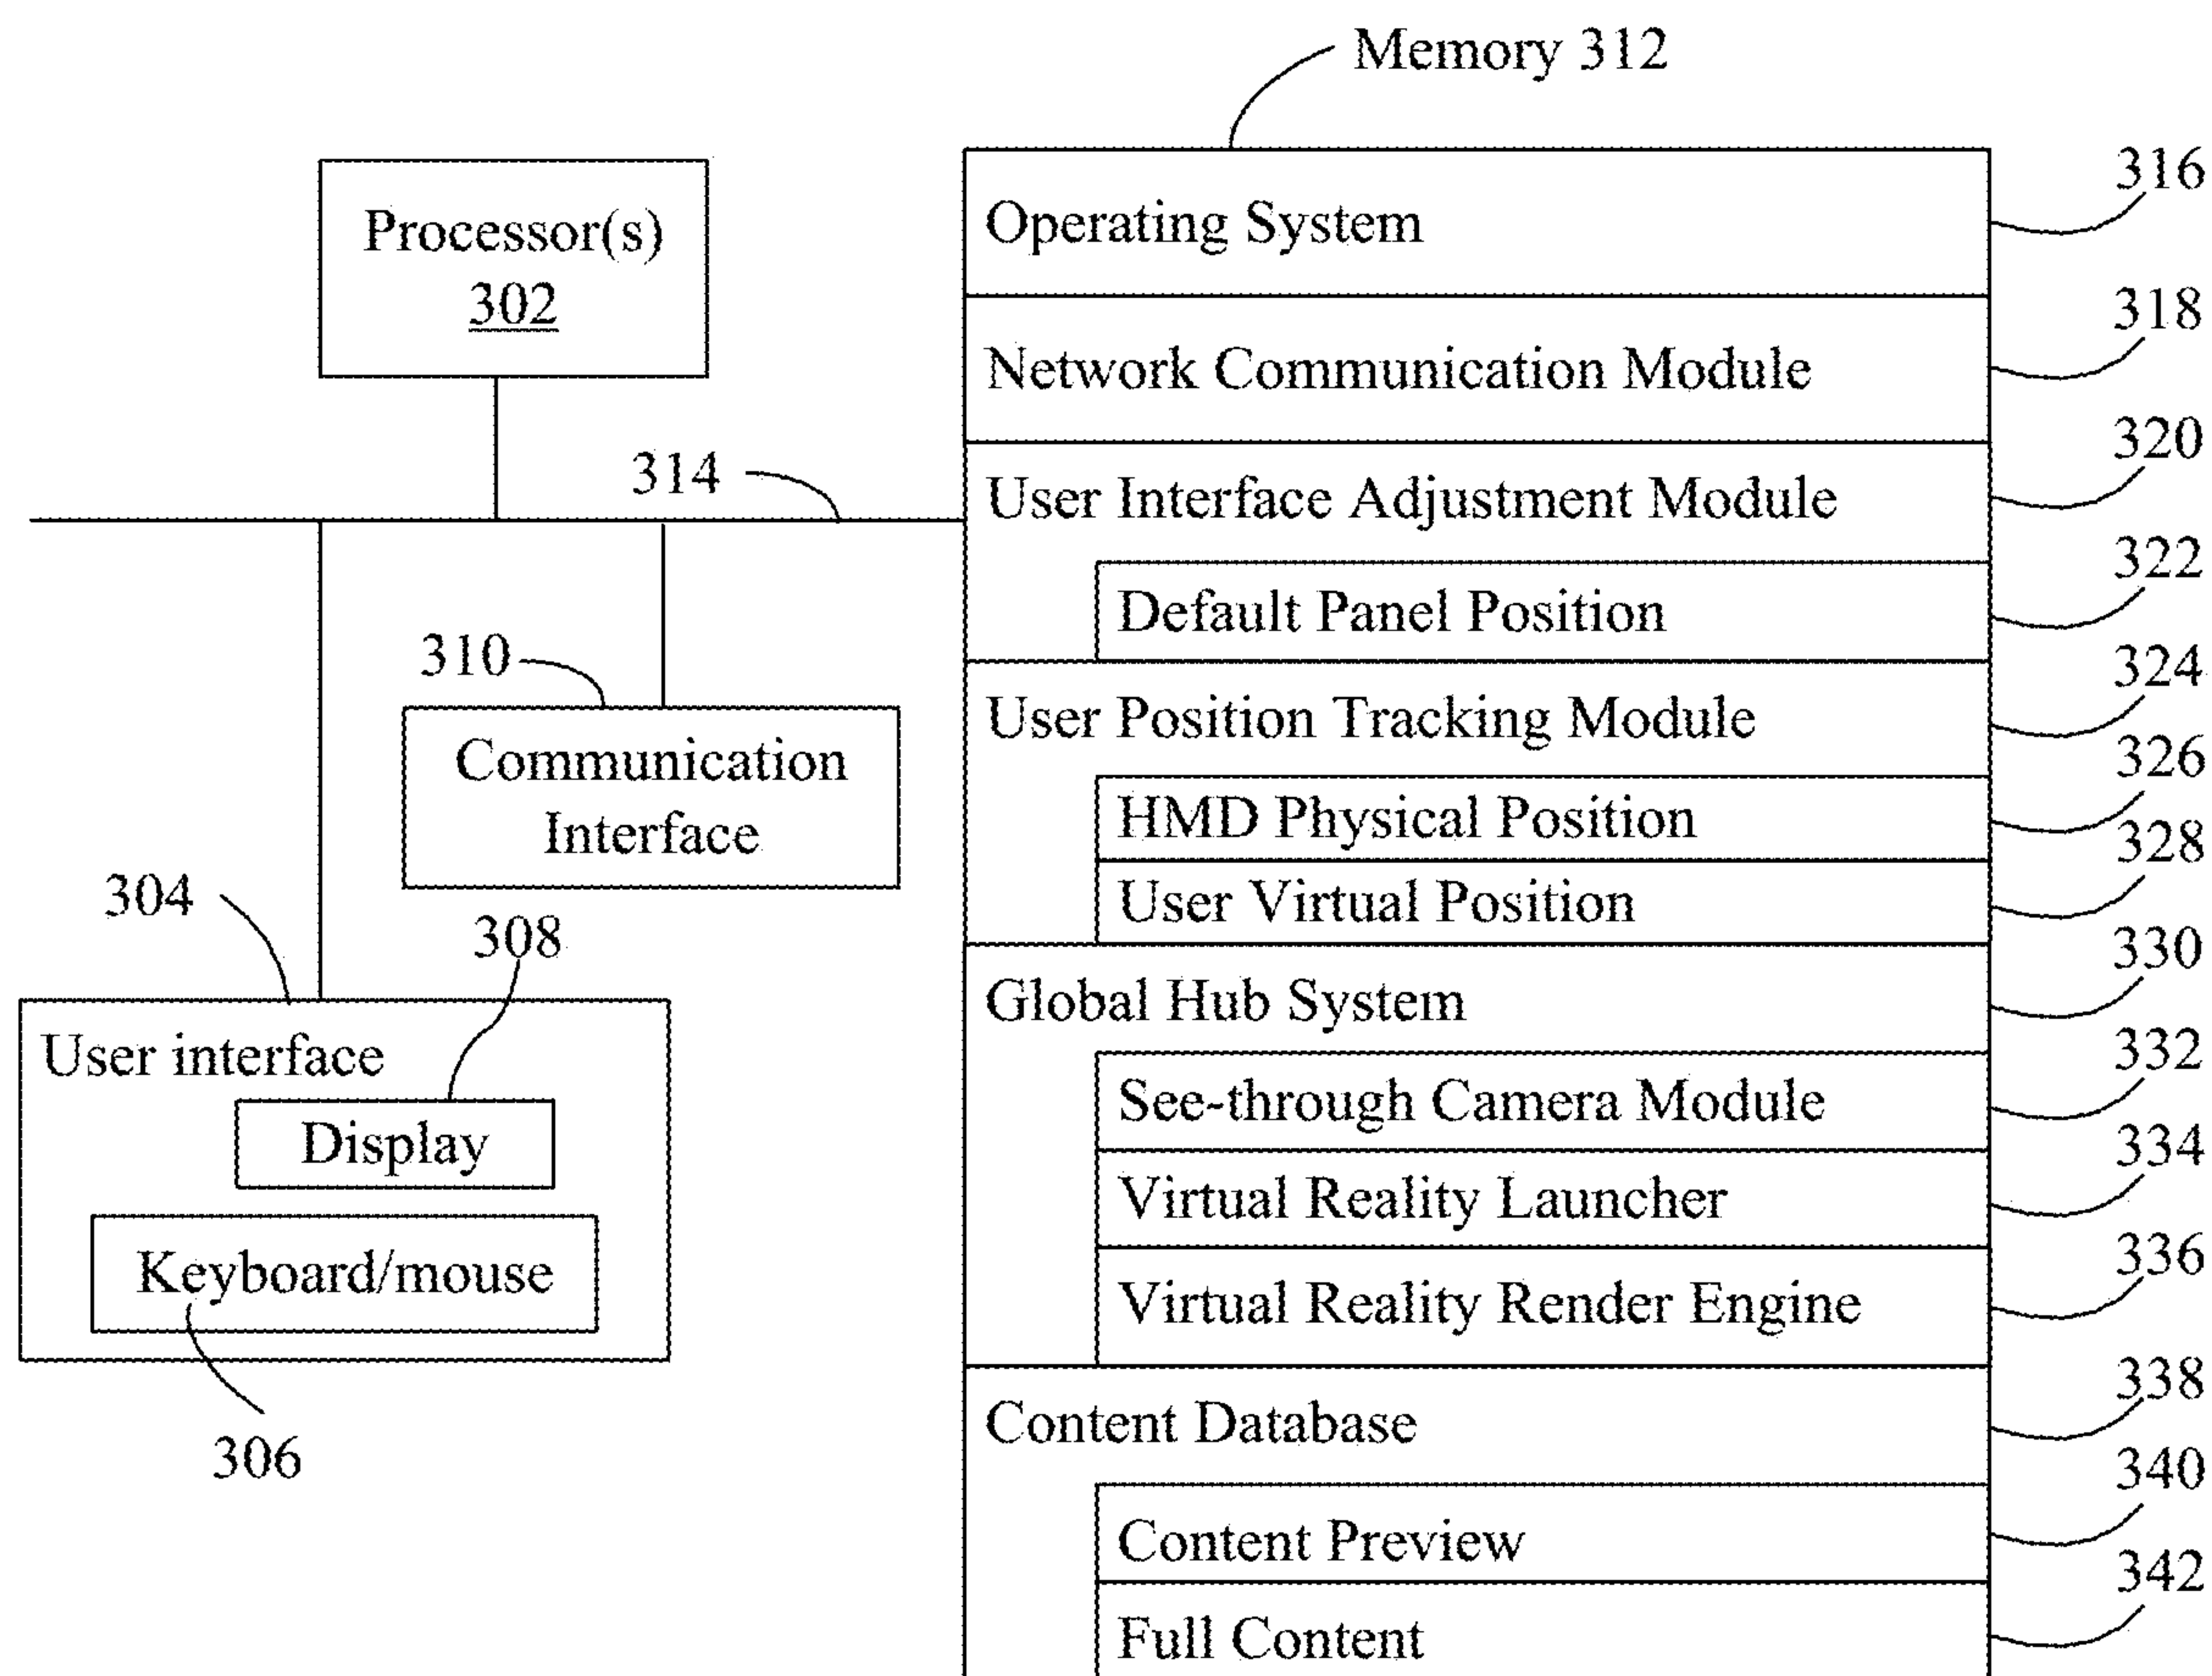 Memory 312
Processor(s)
302
314
310
Communication
Interface
304
308
User interface
Display
Keyboard/mouse
306
Operating System
316
Network Communication Module
318
User Interface Adjustment Module
320
Default Panel Position
322
User Position Tracking Module
324
HMD Physical Position
326
User Virtual Position
328
Global Hub System
330
See-through Camera Module
332
Virtual Reality Launcher
334
Virtual Reality Render Engine
336
Content Database
338
Content Preview
340
Full Content
342